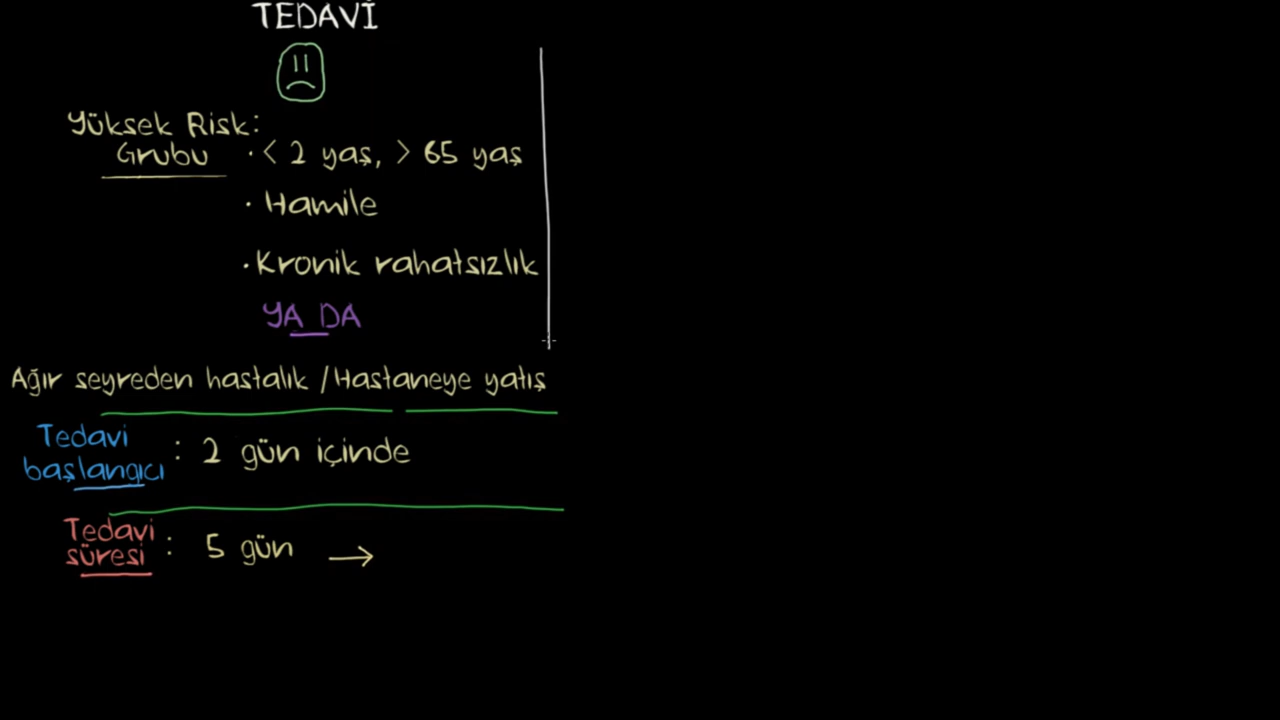 TEDAVİ
Yüksek Risk:
Grubu
· < 2 yaş, > 65 yaş
· Hamile
· Kronik rahatsızlık
YA DA
Ağır seyreden hastalık / Hastaneye yatış
Tedavi
başlangıcı : 2 gün içinde
Tedavi
süresi : 5 gün →